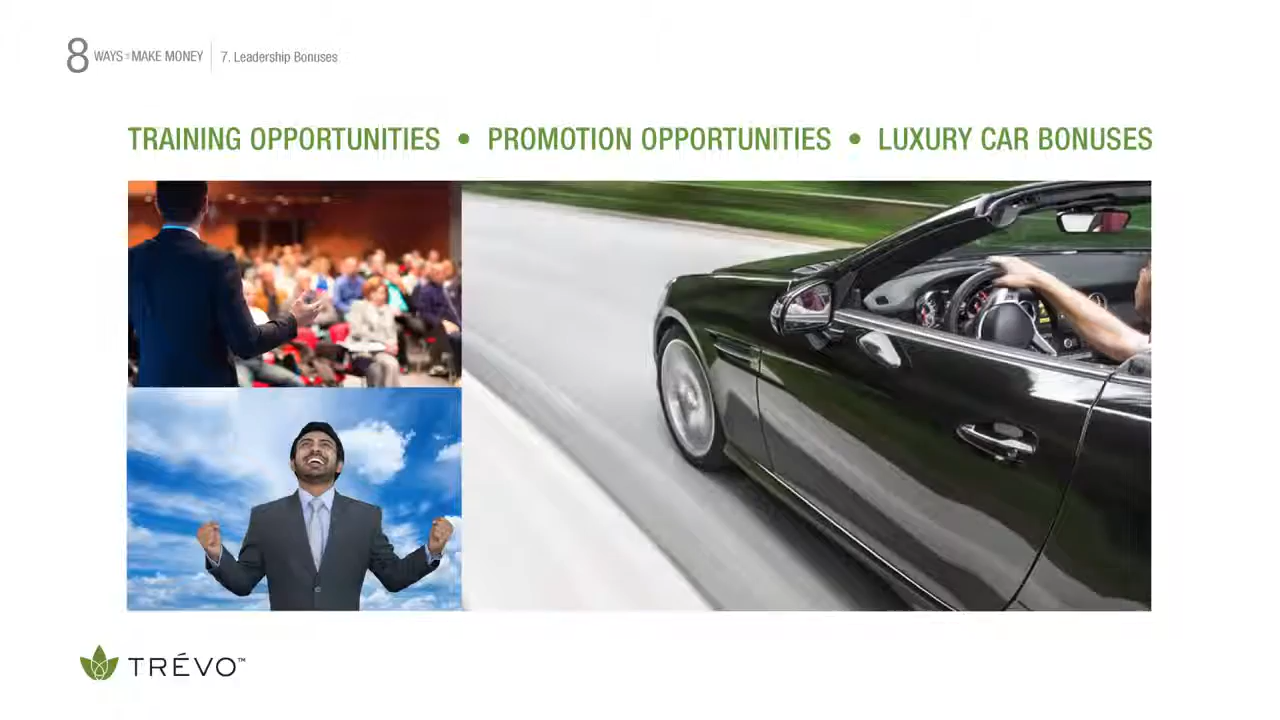 8 WAYS TO MAKE MONEY | 7. Leadership Bonuses
TRAINING OPPORTUNITIES • PROMOTION OPPORTUNITIES • LUXURY CAR BONUSES
TRÉVO™